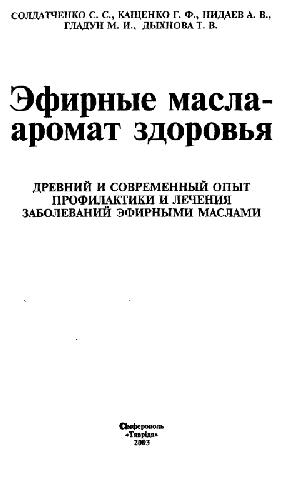 СОЛДАТЧЕНКО С. С., КАЩЕНКО Г. Ф., ПИДАЕВ А. В.,
ГЛАДУН М. И., ДЫХНОВА Т. В.
Эфирные масла-
аромат здоровья
ДРЕВНИЙ И СОВРЕМЕННЫЙ ОПЫТ
ПРОФИЛАКТИКИ И ЛЕЧЕНИЯ
ЗАБОЛЕВАНИЙ ЭФИРНЫМИ МАСЛАМИ
Симферополь
«Таврида»
2003